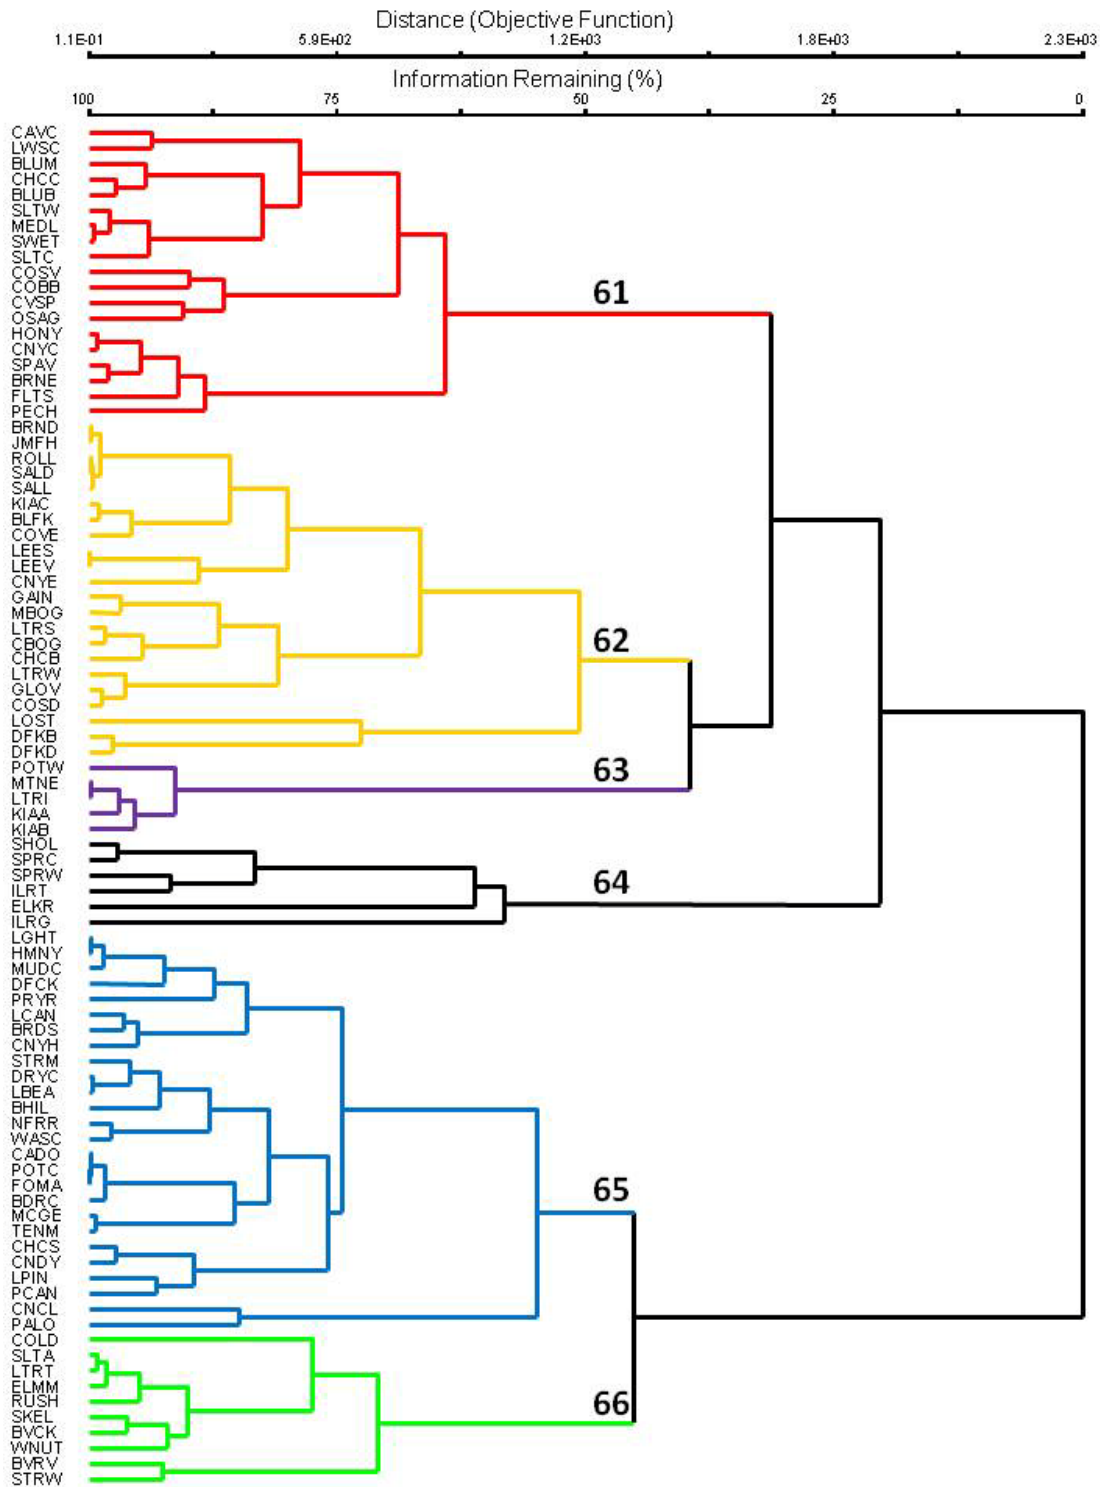 Distance (Objective Function)
1.1E-01 5.9E+02 1.2E+03 1.8E+03 2.3E+03
Information Remaining (%)
100 75 50 25 0
CAVC
LWSC
BLUM
CHCC
BLUB
SLTW
MEDL
SWET
SLTC
COSV
COBB
CVSP
61
OSAG
HONY
CNYC
SPAV
BRNE
FLTS
PECH
BRND
JMFH
ROLL
SALD
SALL
KIAC
BLFK
COVE
LEES
LEEV
CNYE
GAIN
MBOG
LTRS
62
CBOG
CHCB
LTRW
GLOV
COSD
LOST
DFKB
DFKD
POTW
63
MTNE
LTRI
KIAA
KIAB
SHOL
SPRC
SPRW
64
ILRT
ELKR
ILRG
LGHT
HMNY
MUDC
DFCK
PRYR
LCAN
BRDS
CNYH
STRM
DRYC
LBEA
BHIL
NFRR
WASC
CADO
POTC
FOMA
65
BDRC
MCGE
TENM
CHCS
CNDY
LPIN
PCAN
CNCL
PALO
COLD
SLTA
LTRT
ELMM
RUSH
66
SKEL
BVCK
WNUT
BVRV
STRW